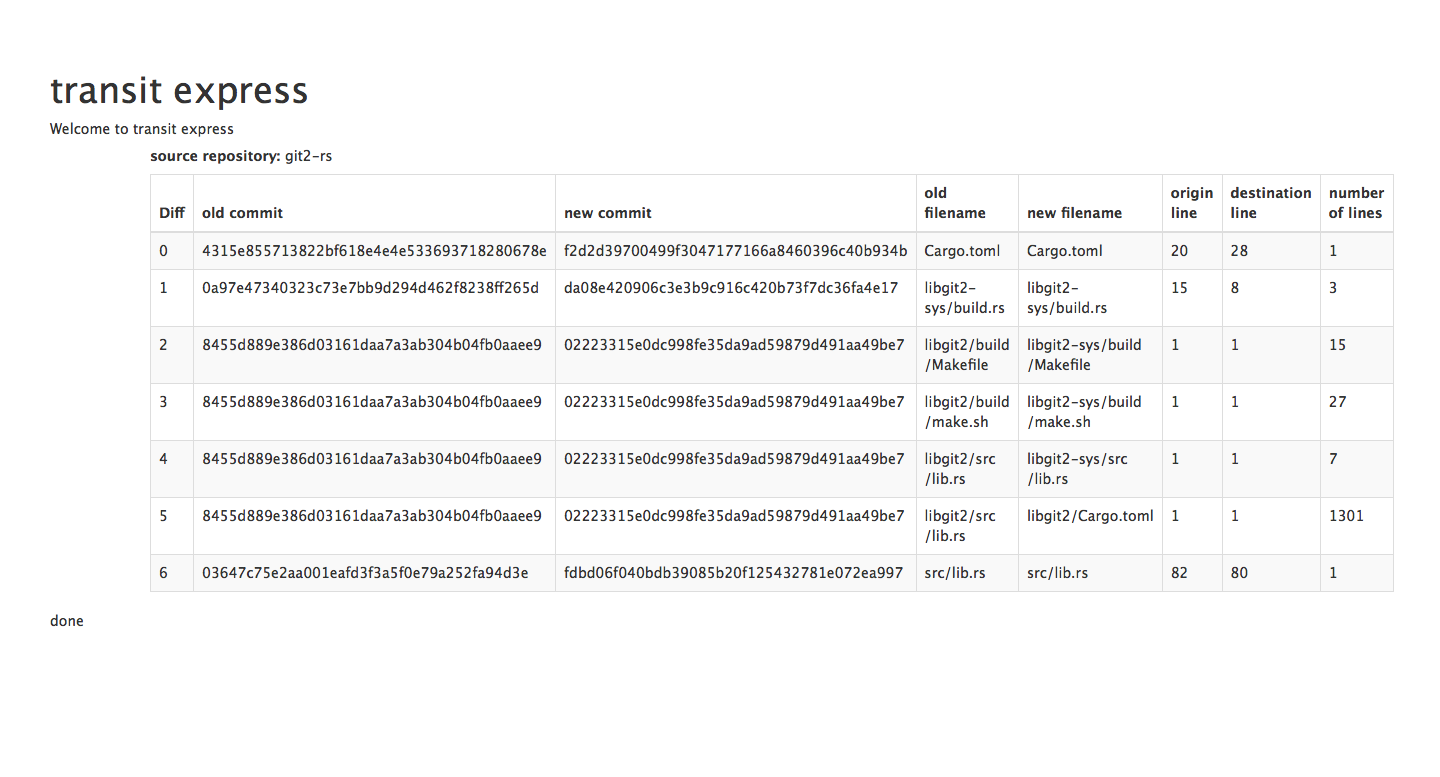 transit express
Welcome to transit express
source repository: git2-rs
Diff old commit new commit old filename new filename origin line destination line number of lines
0 4315e855713822bf618e4e4e533693718280678e f2d2d39700499f3047177166a8460396c40b934b Cargo.toml Cargo.toml 20 28 1
1 0a97e47340323c73e7bb9d294d462f8238ff265d da08e420906c3e3b9c916c420b73f7dc36fa4e17 libgit2-sys/build.rs libgit2-sys/build.rs 15 8 3
2 8455d889e386d03161daa7a3ab304b04fb0aaee9 02223315e0dc998fe35da9ad59879d491aa49be7 libgit2/build/Makefile libgit2-sys/build/Makefile 1 1 15
3 8455d889e386d03161daa7a3ab304b04fb0aaee9 02223315e0dc998fe35da9ad59879d491aa49be7 libgit2/build/make.sh libgit2-sys/build/make.sh 1 1 27
4 8455d889e386d03161daa7a3ab304b04fb0aaee9 02223315e0dc998fe35da9ad59879d491aa49be7 libgit2/src/lib.rs libgit2-sys/src/lib.rs 1 1 7
5 8455d889e386d03161daa7a3ab304b04fb0aaee9 02223315e0dc998fe35da9ad59879d491aa49be7 libgit2/src/lib.rs libgit2/Cargo.toml 1 1 1301
6 03647c75e2aa001eafd3f3a5f0e79a252fa94d3e fdbd06f040bdb39085b20f125432781e072ea997 src/lib.rs src/lib.rs 82 80 1
done